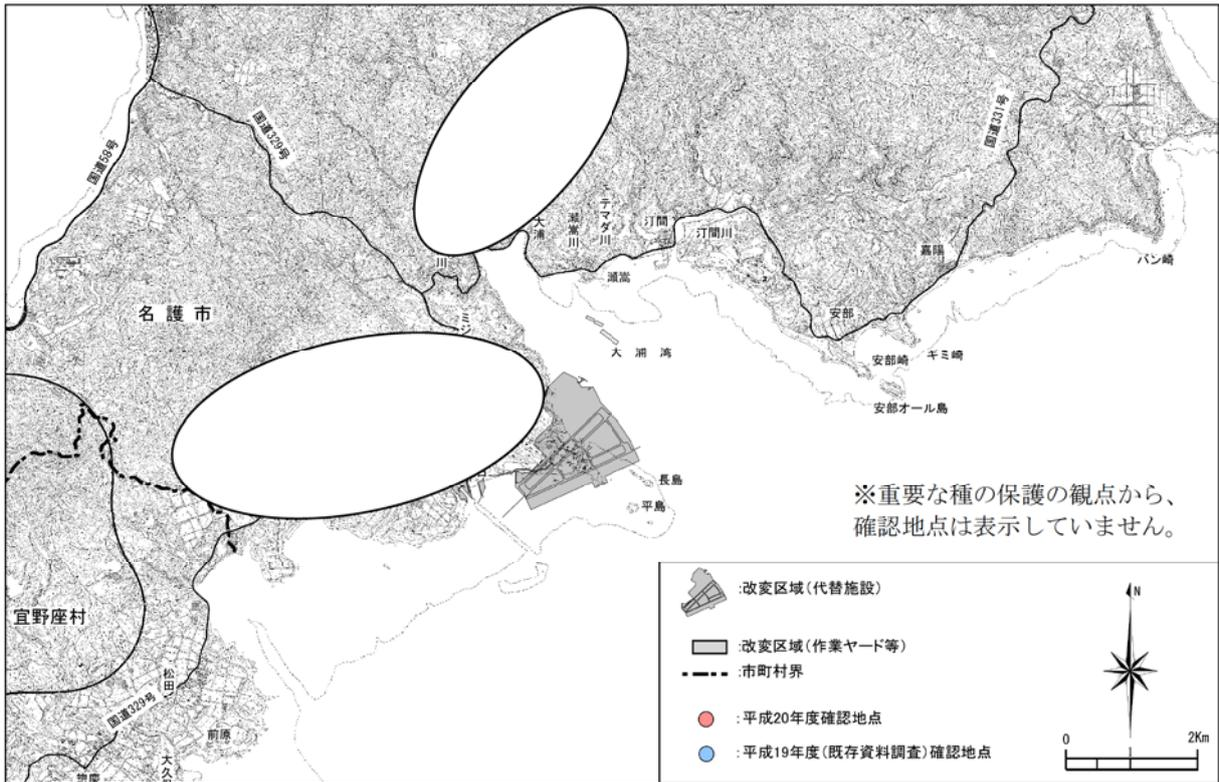 国道58号
国道329号
国道331号
大浦
瀬嵩川
テマダ川
汀間
汀間川
川
瀬嵩
嘉陽
バン崎
名護市
ミジ
大浦湾
安部
安部崎
ギミ崎
安部オール島
長島
平島
※重要な種の保護の観点から、
確認地点は表示していません。
宜野座村
松田
国道329号
前原
:改変区域(代替施設)
:改変区域(作業ヤード等)
:市町村界
:平成20年度確認地点
:平成19年度(既存資料調査)確認地点
N
0 2Km